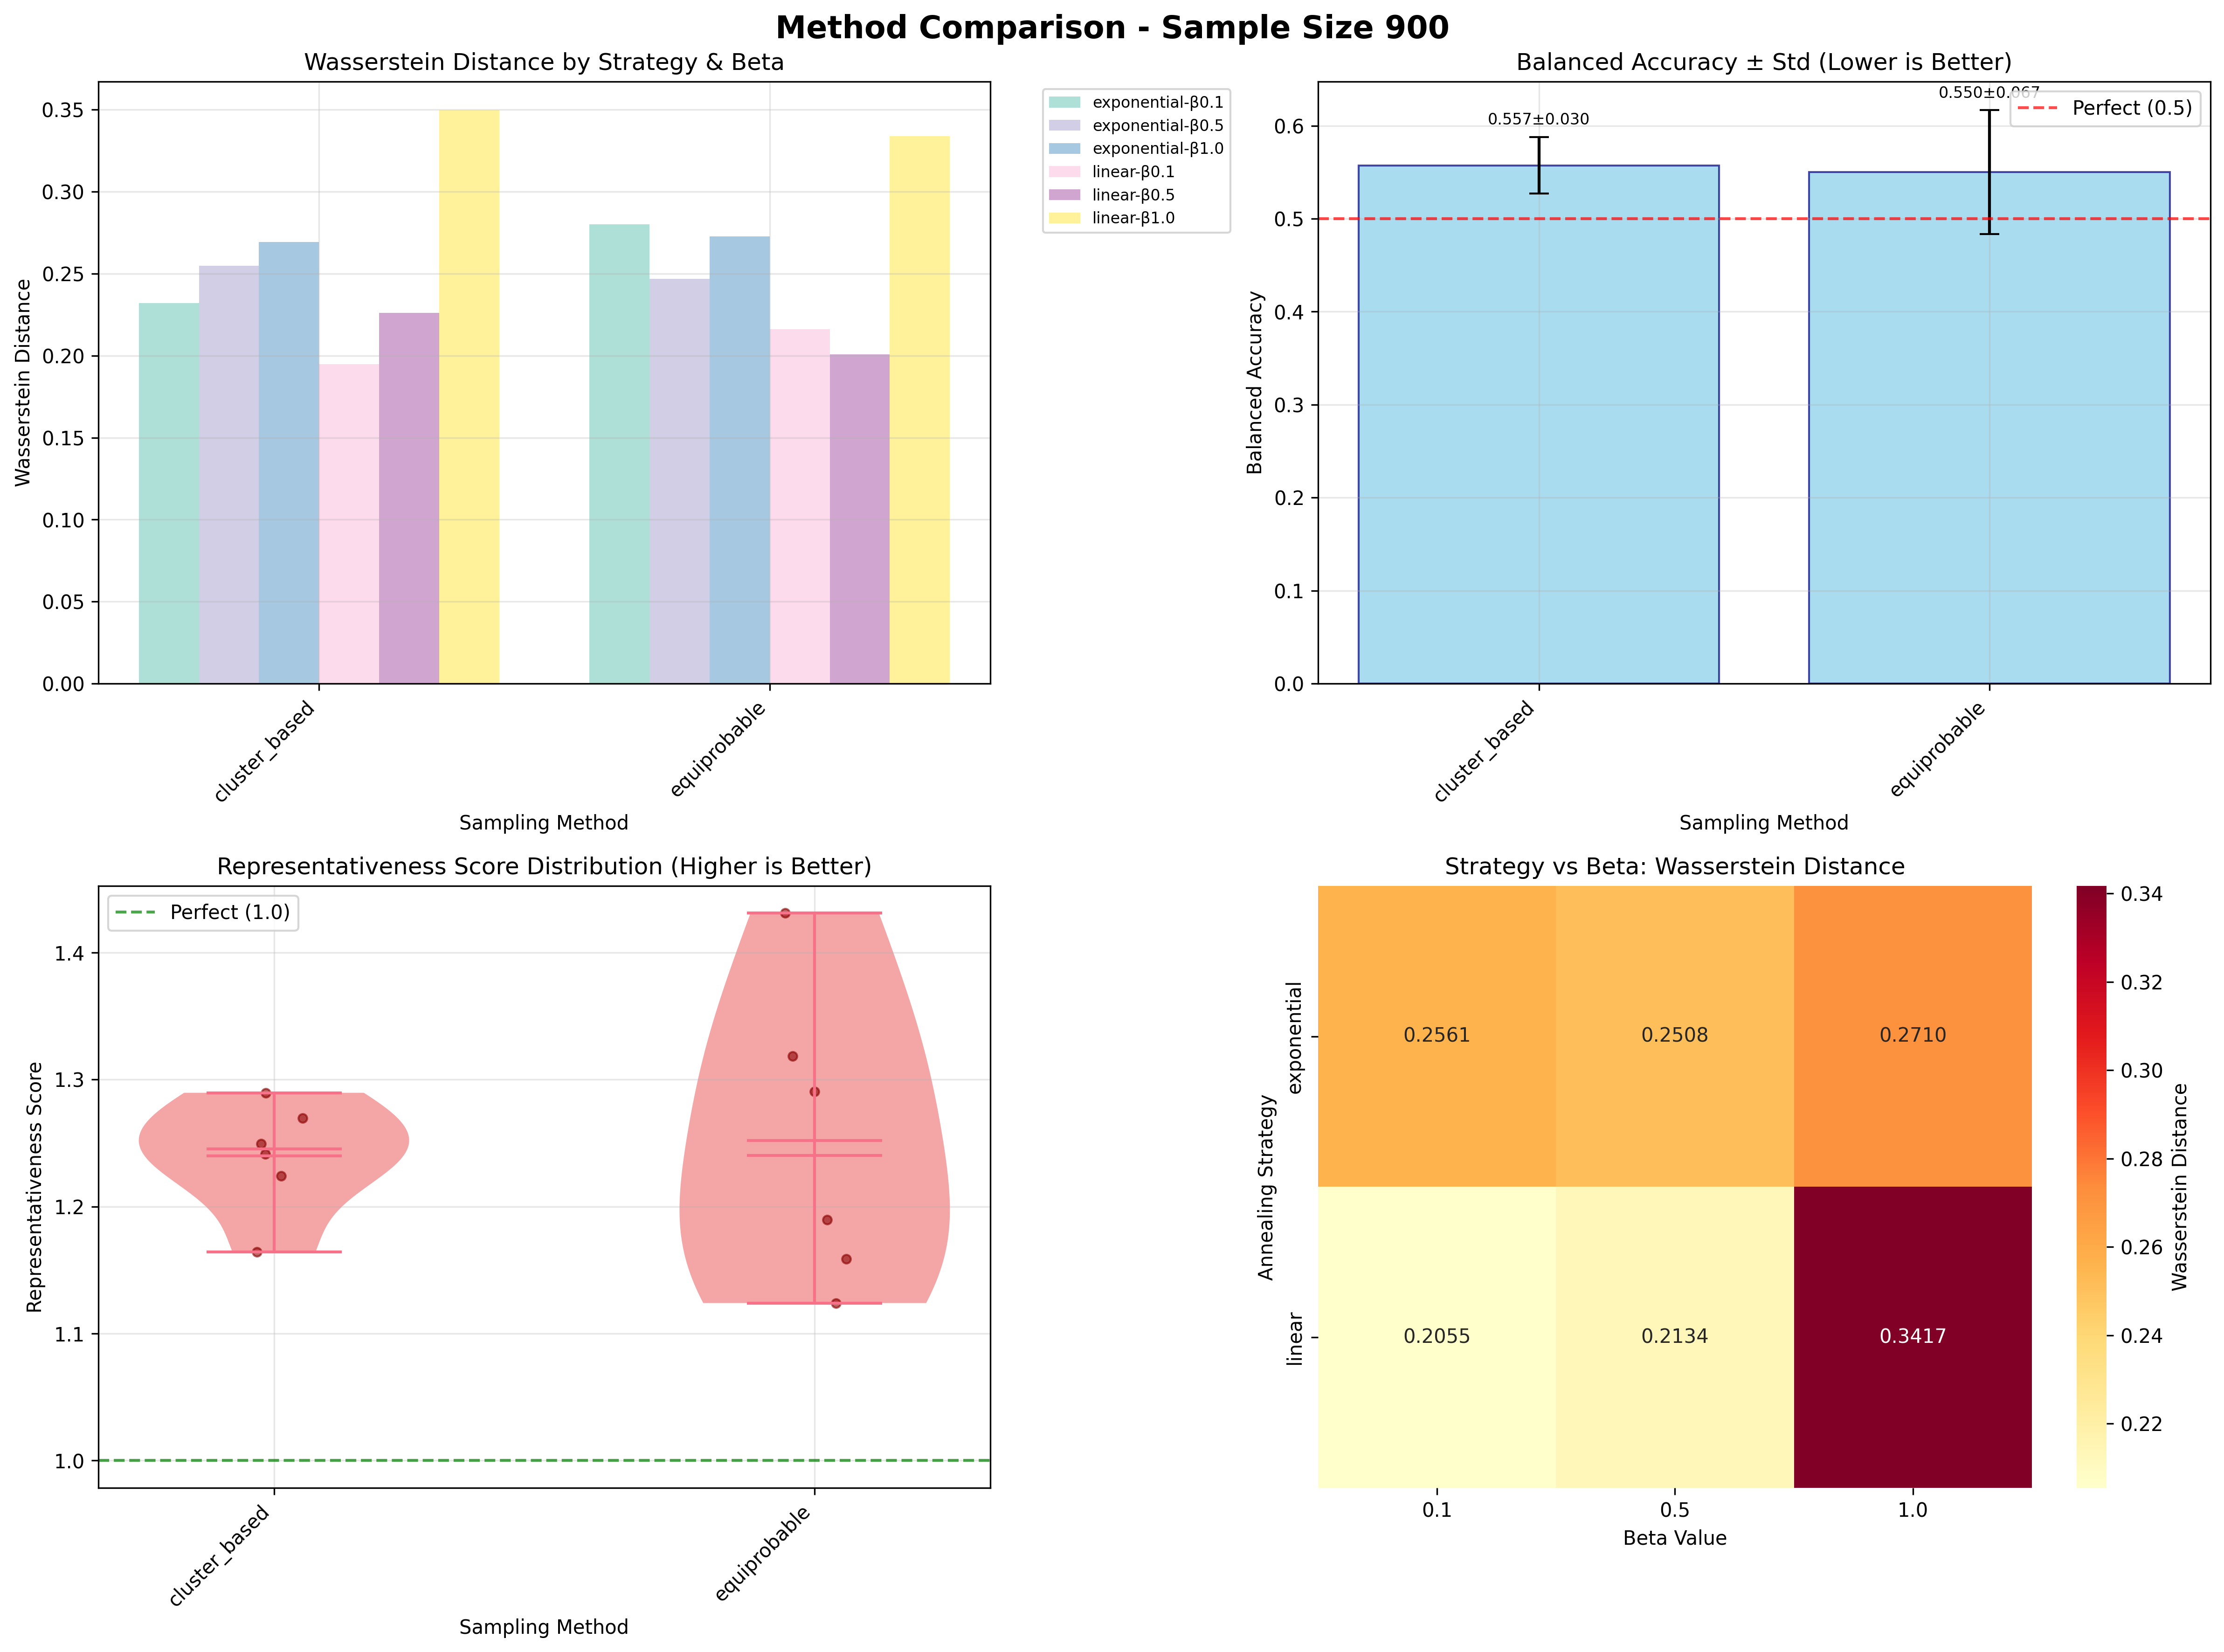 Method Comparison - Sample Size 900
Wasserstein Distance by Strategy & Beta
Wasserstein Distance
0.35
0.30
0.25
0.20
0.15
0.10
0.05
0.00
cluster_based
equiprobable
Sampling Method
exponential-β0.1
exponential-β0.5
exponential-β1.0
linear-β0.1
linear-β0.5
linear-β1.0
Balanced Accuracy ± Std (Lower is Better)
Balanced Accuracy
0.6
0.5
0.4
0.3
0.2
0.1
0.0
0.557±0.030
0.550±0.067
Perfect (0.5)
cluster_based
equiprobable
Sampling Method
Representativeness Score Distribution (Higher is Better)
Perfect (1.0)
Representativeness Score
1.4
1.3
1.2
1.1
1.0
cluster_based
equiprobable
Sampling Method
Strategy vs Beta: Wasserstein Distance
Annealing Strategy
exponential
linear
0.2561 0.2508 0.2710
0.2055 0.2134 0.3417
0.1 0.5 1.0
Beta Value
0.34
0.32
0.30
0.28
0.26
0.24
0.22
Wasserstein Distance